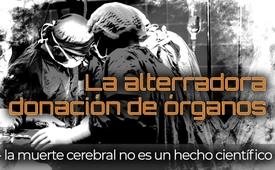 La alterradora
donación de órganos
la muerte cerebral no es un hecho científico